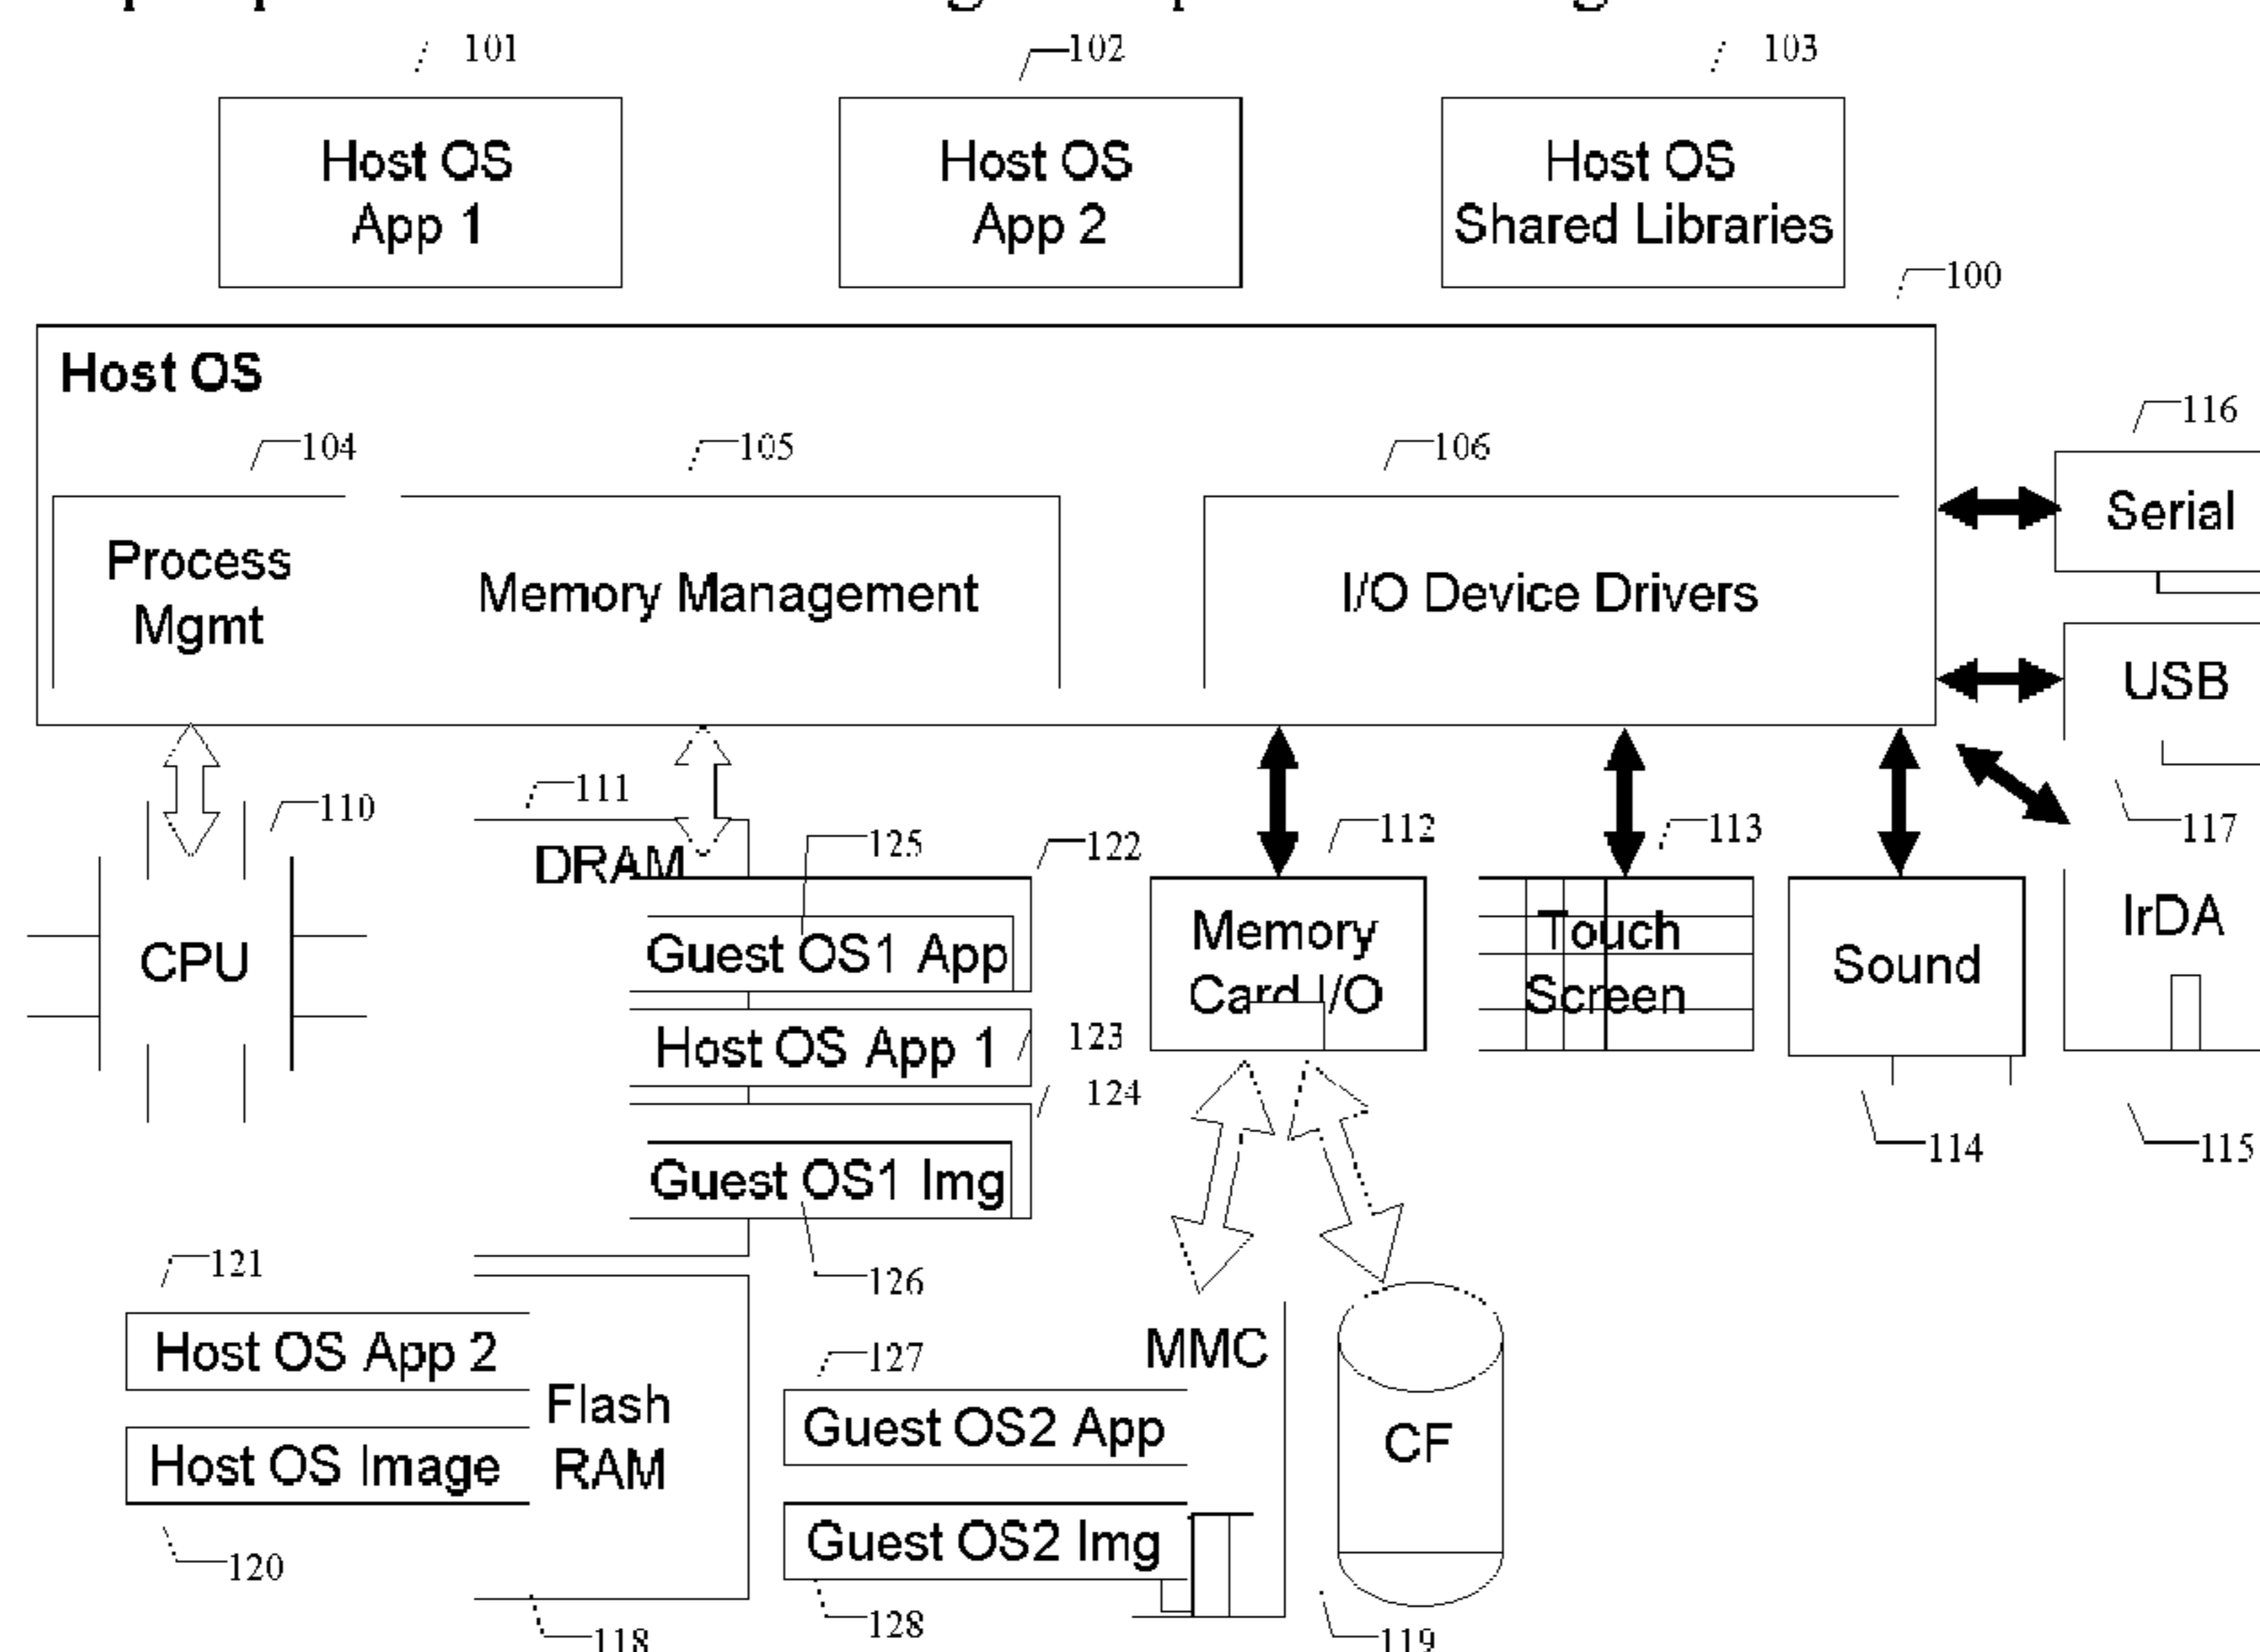 101
102
103
Host OS
App 1
Host OS
App 2
Host OS
Shared Libraries
100
Host OS
116
104
105
106
Serial
Process
Mgmt
Memory Management
I/O Device Drivers
USB
111
110
125
122
112
113
117
DRAM
CPU
Guest OS1 App
Memory
Card I/O
Touch
Screen
Sound
IrDA
Host OS App 1
123
124
114
115
Guest OS1 Img
121
126
Host OS App 2
127
MMC
Flash
RAM
Guest OS2 App
CF
Host OS Image
Guest OS2 Img
120
128
118
119